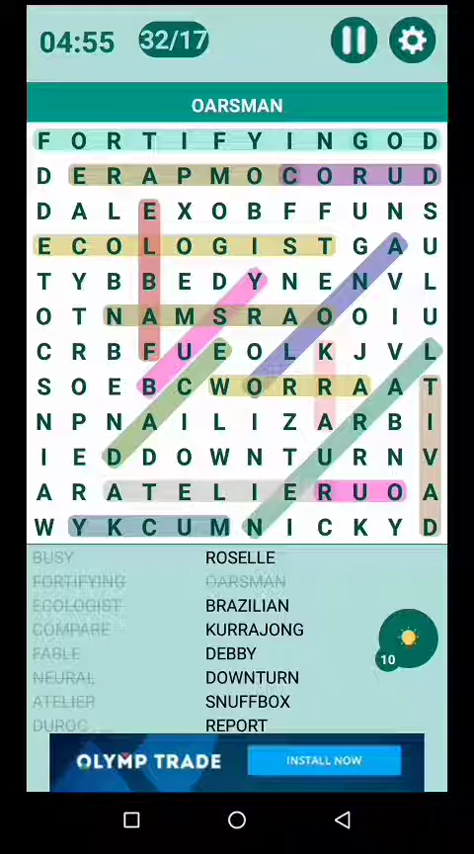 04:55 32/17
OARSMAN
F O R T I F Y I N G O D
D E R A P M O C O R U D
D A L E X O B F F U N S
E C O L O G I S T G A U
T Y B B E D Y N E N V L
O T N A M S R A O O I U
C R B F U E O L K J V L
S O E B C W O R R A A T
N P N A I L I Z A R B I
I E D D O W N T U R N V
A R A T E L I E R U O A
W Y K C U M N I C K Y D
BUSY ROSELLE
FORTIFYING OARSMAN
ECOLOGIST BRAZILIAN
COMPARE KURRAJONG
FABLE DEBBY
NEURAL DOWNTURN
ATELIER SNUFFBOX
DUROC REPORT
10
OLYMP TRADE INSTALL NOW